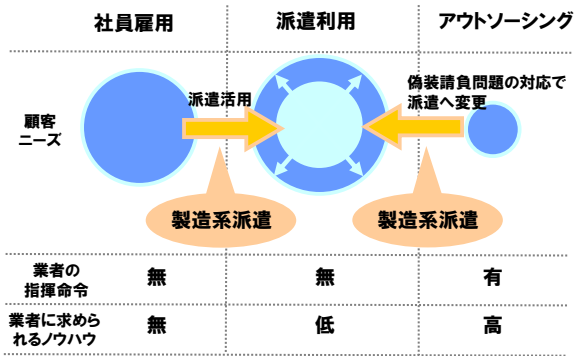 社員雇用
派遣利用
アウトソーシング
顧客
ニーズ
派遣活用
偽装請負問題の対応で
派遣へ変更
製造系派遣
製造系派遣
業者の
指揮命令
無
無
有
業者に求めら
れるノウハウ
無
低
高